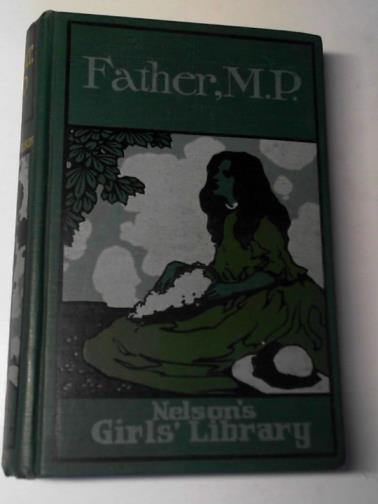 Father, M.P.
Nelson's
Girls' Library